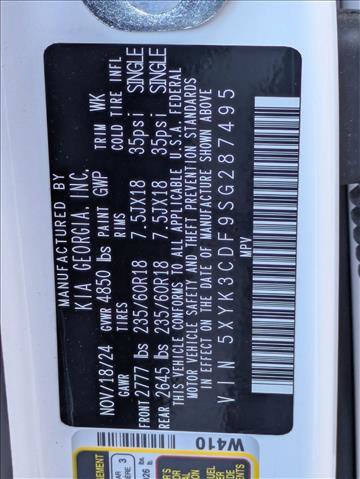 MANUFACTURED BY
KIA GEORGIA, INC.
NOV/18/24 GVWR 4850 lbs PAINT GWP TRIM WK
GAWR RIMS COLD TIRE INFL
FRONT 2777 lbs 235/60R18 7.5JX18 35psi SINGLE
REAR 2645 lbs 235/60R18 7.5JX18 35psi SINGLE
THIS VEHICLE CONFORMS TO ALL APPLICABLE U.S.A. FEDERAL
MOTOR VEHICLE SAFETY AND THEFT PREVENTION STANDARDS
IN EFFECT ON THE DATE OF MANUFACTURE SHOWN ABOVE
VIN 5XYK3CDF9SG287495
MPV
W410